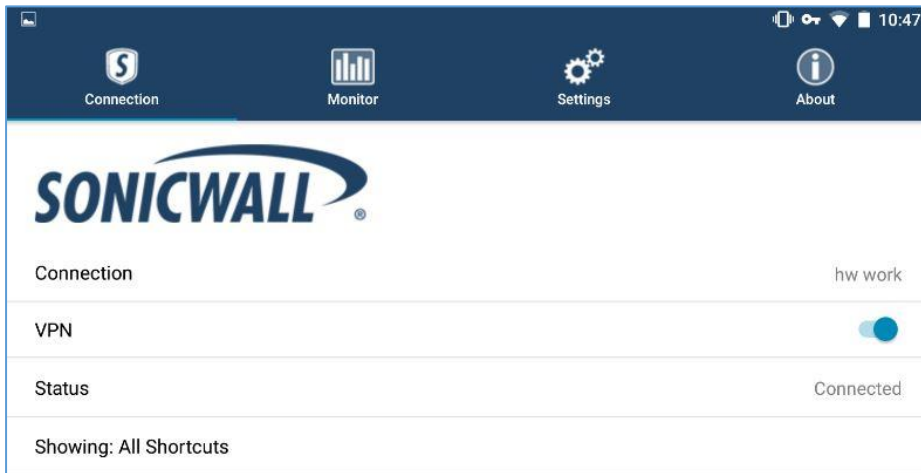 10:47
S
Connection Monitor Settings About
SONICWALL®
Connection hw work
VPN
Status Connected
Showing: All Shortcuts